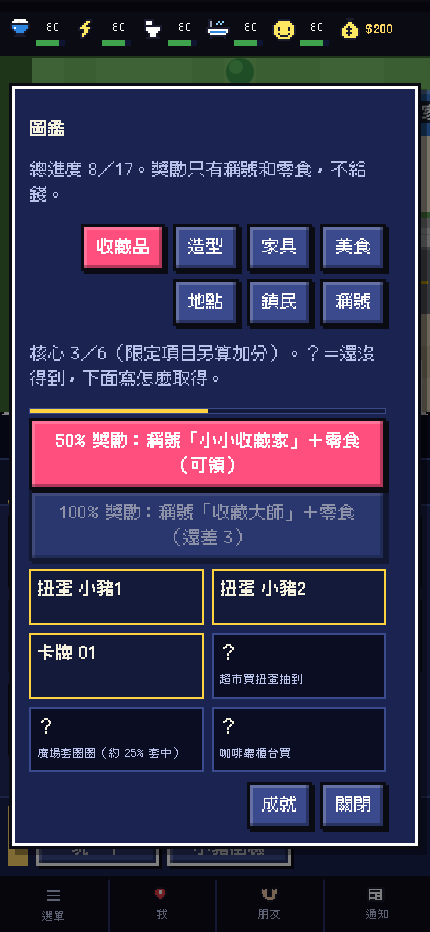 80 80 80 80 80 $200
圖鑑
總進度 8/17。獎勵只有稱號和零食,不給
錢。
收藏品 造型 家具 美食
地點 鎮民 稱號
核心 3/6(限定項目另算加分)。?=還沒
得到,下面寫怎麼取得。
50% 獎勵:稱號「小小收藏家」+零食
(可領)
100% 獎勵:稱號「收藏大師」+零食
(還差 3)
扭蛋 小豬1 扭蛋 小豬2
卡牌 01 ?
超市買扭蛋抽到
? ?
廣場套圈圈(約 25% 套中) 咖啡廳櫃台買
成就 關閉
選單 我 朋友 通知